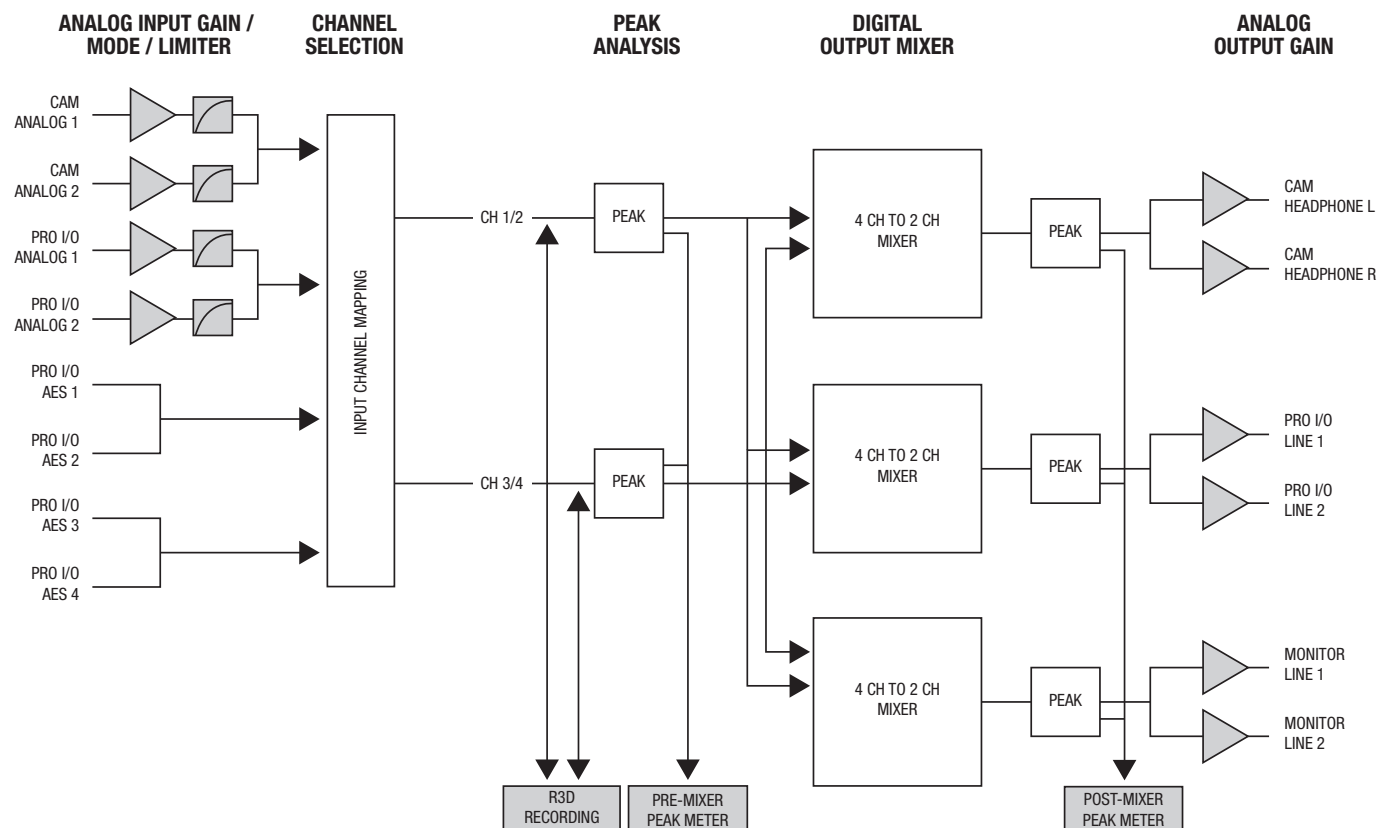 ANALOG INPUT GAIN /
MODE / LIMITER
CHANNEL
SELECTION
PEAK
ANALYSIS
DIGITAL
OUTPUT MIXER
ANALOG
OUTPUT GAIN
CAM
ANALOG 1
CAM
ANALOG 2
PRO I/O
ANALOG 1
PRO I/O
ANALOG 2
PRO I/O
AES 1
PRO I/O
AES 2
PRO I/O
AES 3
PRO I/O
AES 4
INPUT CHANNEL MAPPING
CH 1/2
CH 3/4
PEAK
PEAK
4 CH TO 2 CH
MIXER
4 CH TO 2 CH
MIXER
4 CH TO 2 CH
MIXER
PEAK
PEAK
PEAK
CAM
HEADPHONE L
CAM
HEADPHONE R
PRO I/O
LINE 1
PRO I/O
LINE 2
MONITOR
LINE 1
MONITOR
LINE 2
R3D
RECORDING
PRE-MIXER
PEAK METER
POST-MIXER
PEAK METER